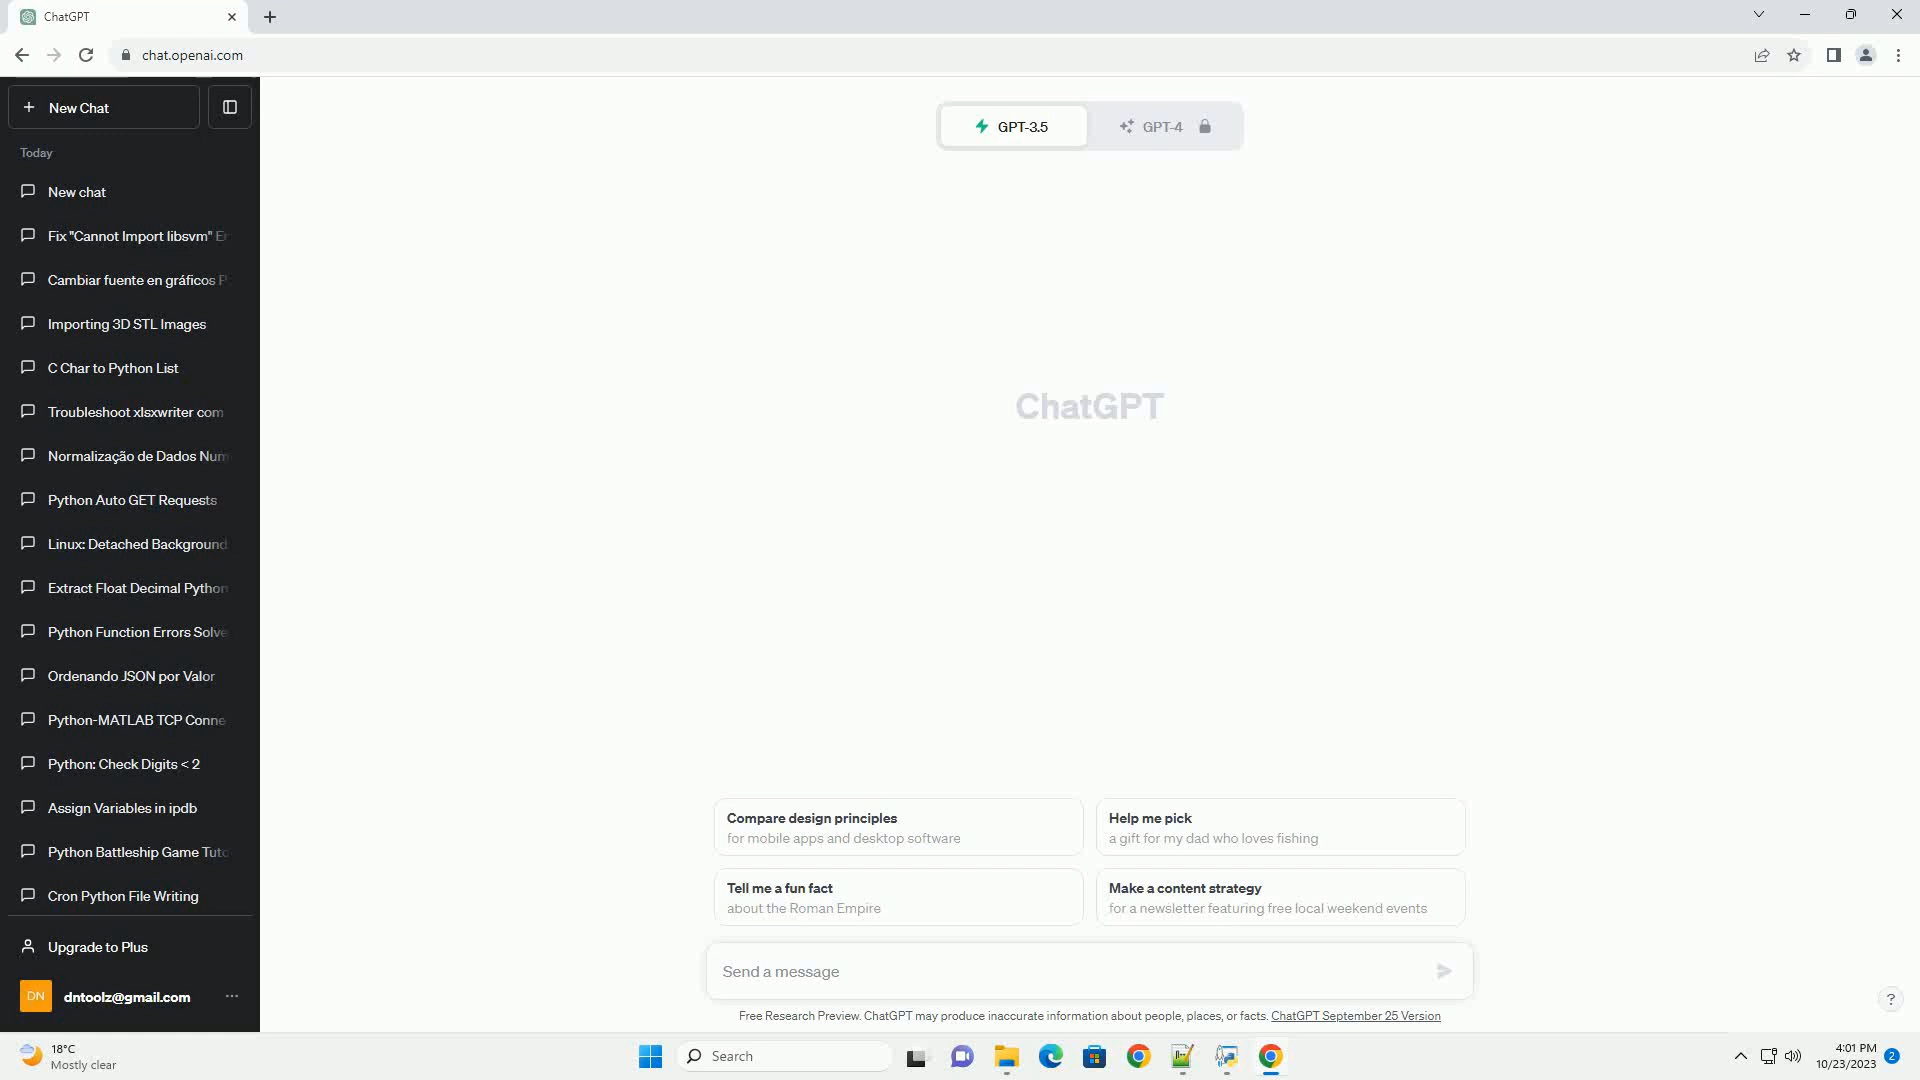 ChatGPT
chat.openai.com
New Chat
Today
New chat
Fix "Cannot Import libsvm"
Cambiar fuente en gráficos
Importing 3D STL Images
C Char to Python List
Troubleshoot xlsxwriter com
Normalização de Dados Num
Python Auto GET Requests
Linux: Detached Background
Extract Float Decimal Python
Python Function Errors Solve
Ordenando JSON por Valor
Python-MATLAB TCP Conne
Python: Check Digits < 2
Assign Variables in ipdb
Python Battleship Game Tuto
Cron Python File Writing
Upgrade to Plus
DN dntoolz@gmail.com
GPT-3.5 GPT-4
ChatGPT
Compare design principles
for mobile apps and desktop software
Help me pick
a gift for my dad who loves fishing
Tell me a fun fact
about the Roman Empire
Make a content strategy
for a newsletter featuring free local weekend events
Send a message
Free Research Preview. ChatGPT may produce inaccurate information about people, places, or facts. ChatGPT September 25 Version
?
18°C
Mostly clear
Search
4:01 PM
10/23/2023
2